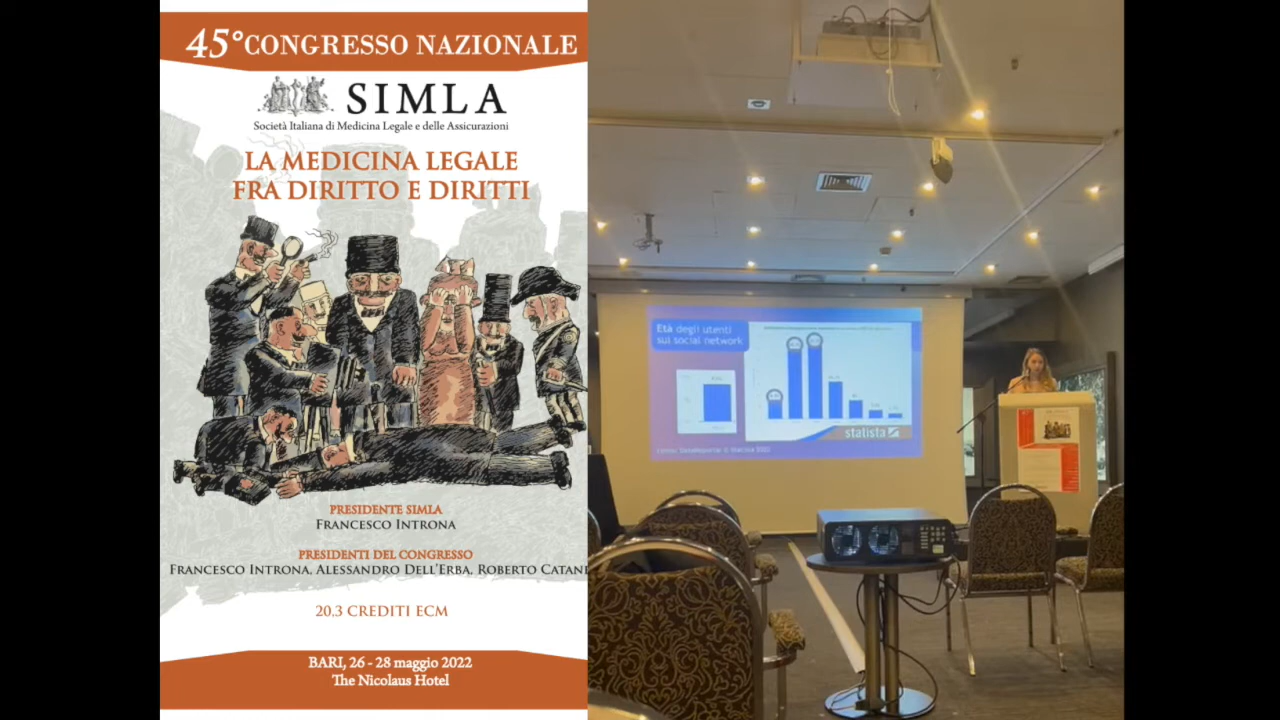 45° CONGRESSO NAZIONALE
SIMLA
Società Italiana di Medicina Legale e delle Assicurazioni
LA MEDICINA LEGALE
FRA DIRITTO E DIRITTI
PRESIDENTE SIMLA
FRANCESCO INTRONA
PRESIDENTI DEL CONGRESSO
FRANCESCO INTRONA, ALESSANDRO DELL'ERBA, ROBERTO
20.3 CREDITI ECM
BARI, 26 - 28 maggio 2022
The Nicolaus Hotel
Età degli utenti
sui social network
statista